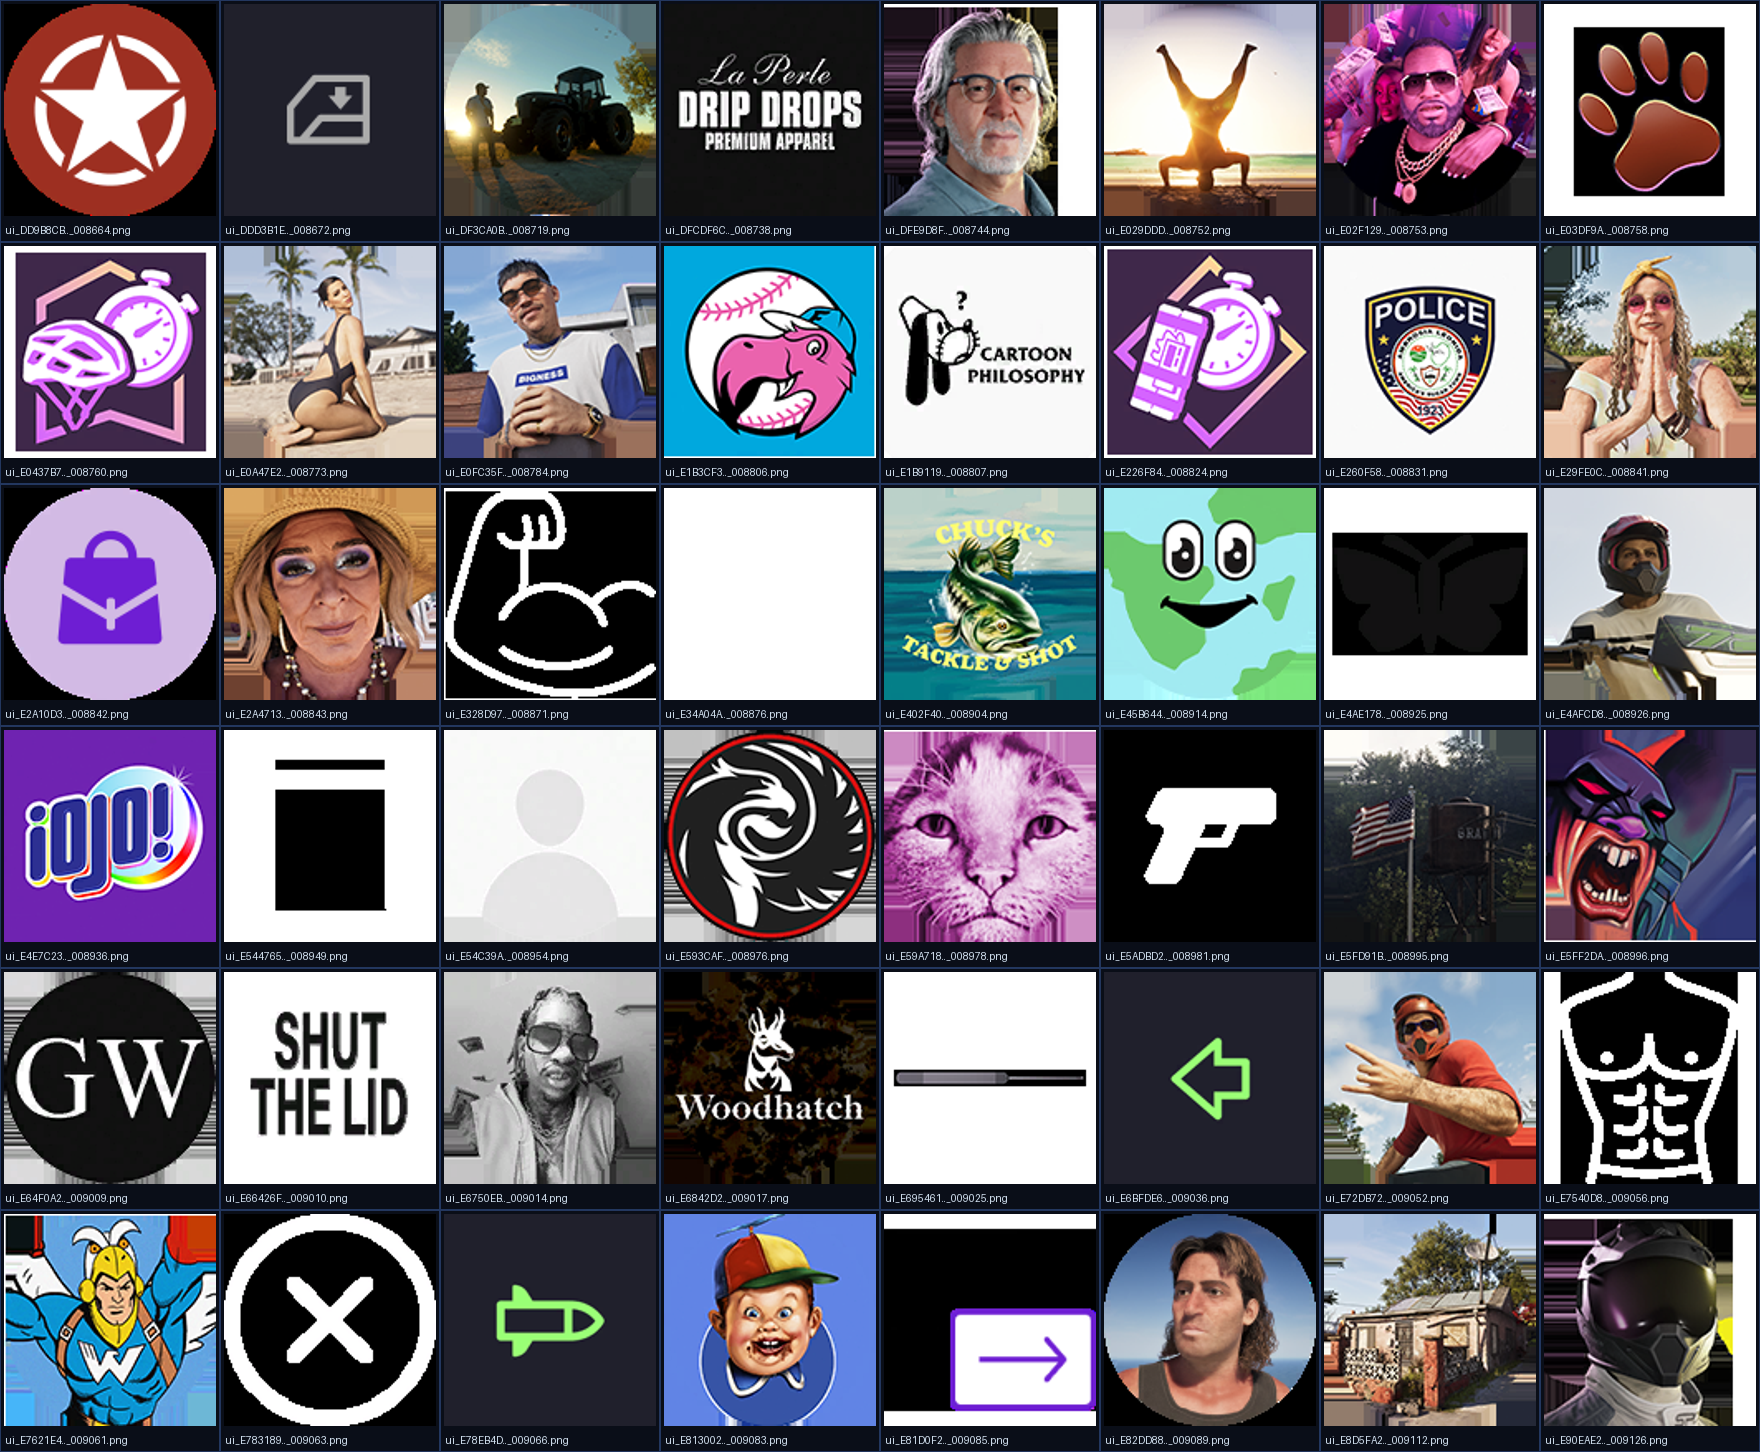 La Perle
DRIP DROPS
PREMIUM APPAREL
ui_DD9B8CB.._008664.png
ui_DDD3B1E.._008672.png
ui_DF3CA0B.._008719.png
ui_DFCDF6C.._008738.png
ui_DFE9D8F.._008744.png
ui_E029DDD.._008752.png
ui_E02F129.._008753.png
ui_E03DF9A.._008758.png
BIGNESS
?
CARTOON
PHILOSOPHY
POLICE
1923
ui_E0437B7.._008760.png
ui_E0A47E2.._008773.png
ui_E0FC35F.._008784.png
ui_E1B3CF3.._008806.png
ui_E1B9119.._008807.png
ui_E226F84.._008824.png
ui_E260F58.._008831.png
ui_E29FE0C.._008841.png
CHUCK'S
TACKLE & SHOT
ui_E2A10D3.._008842.png
ui_E2A4713.._008843.png
ui_E328D97.._008871.png
ui_E34A04A.._008876.png
ui_E402F40.._008904.png
ui_E45B644.._008914.png
ui_E4AE178.._008925.png
ui_E4AFCD8.._008926.png
¡OJO!
GRA
ui_E4E7C23.._008936.png
ui_E544765.._008949.png
ui_E54C39A.._008954.png
ui_E593CAF.._008976.png
ui_E59A718.._008978.png
ui_E5ADBD2.._008981.png
ui_E5FD91B.._008995.png
ui_E5FF2DA.._008996.png
GW
SHUT
THE LID
Woodhatch
ui_E64F0A2.._009009.png
ui_E66426F.._009010.png
ui_E6750EB.._009014.png
ui_E6842D2.._009017.png
ui_E695461.._009025.png
ui_E6BFDE6.._009036.png
ui_E72DB72.._009052.png
ui_E7540D8.._009056.png
W
ui_E7621E4.._009061.png
ui_E783189.._009063.png
ui_E78EB4D.._009066.png
ui_E813002.._009083.png
ui_E81D0F2.._009085.png
ui_E82DD88.._009089.png
ui_E8D5FA2.._009112.png
ui_E90EAE2.._009126.png